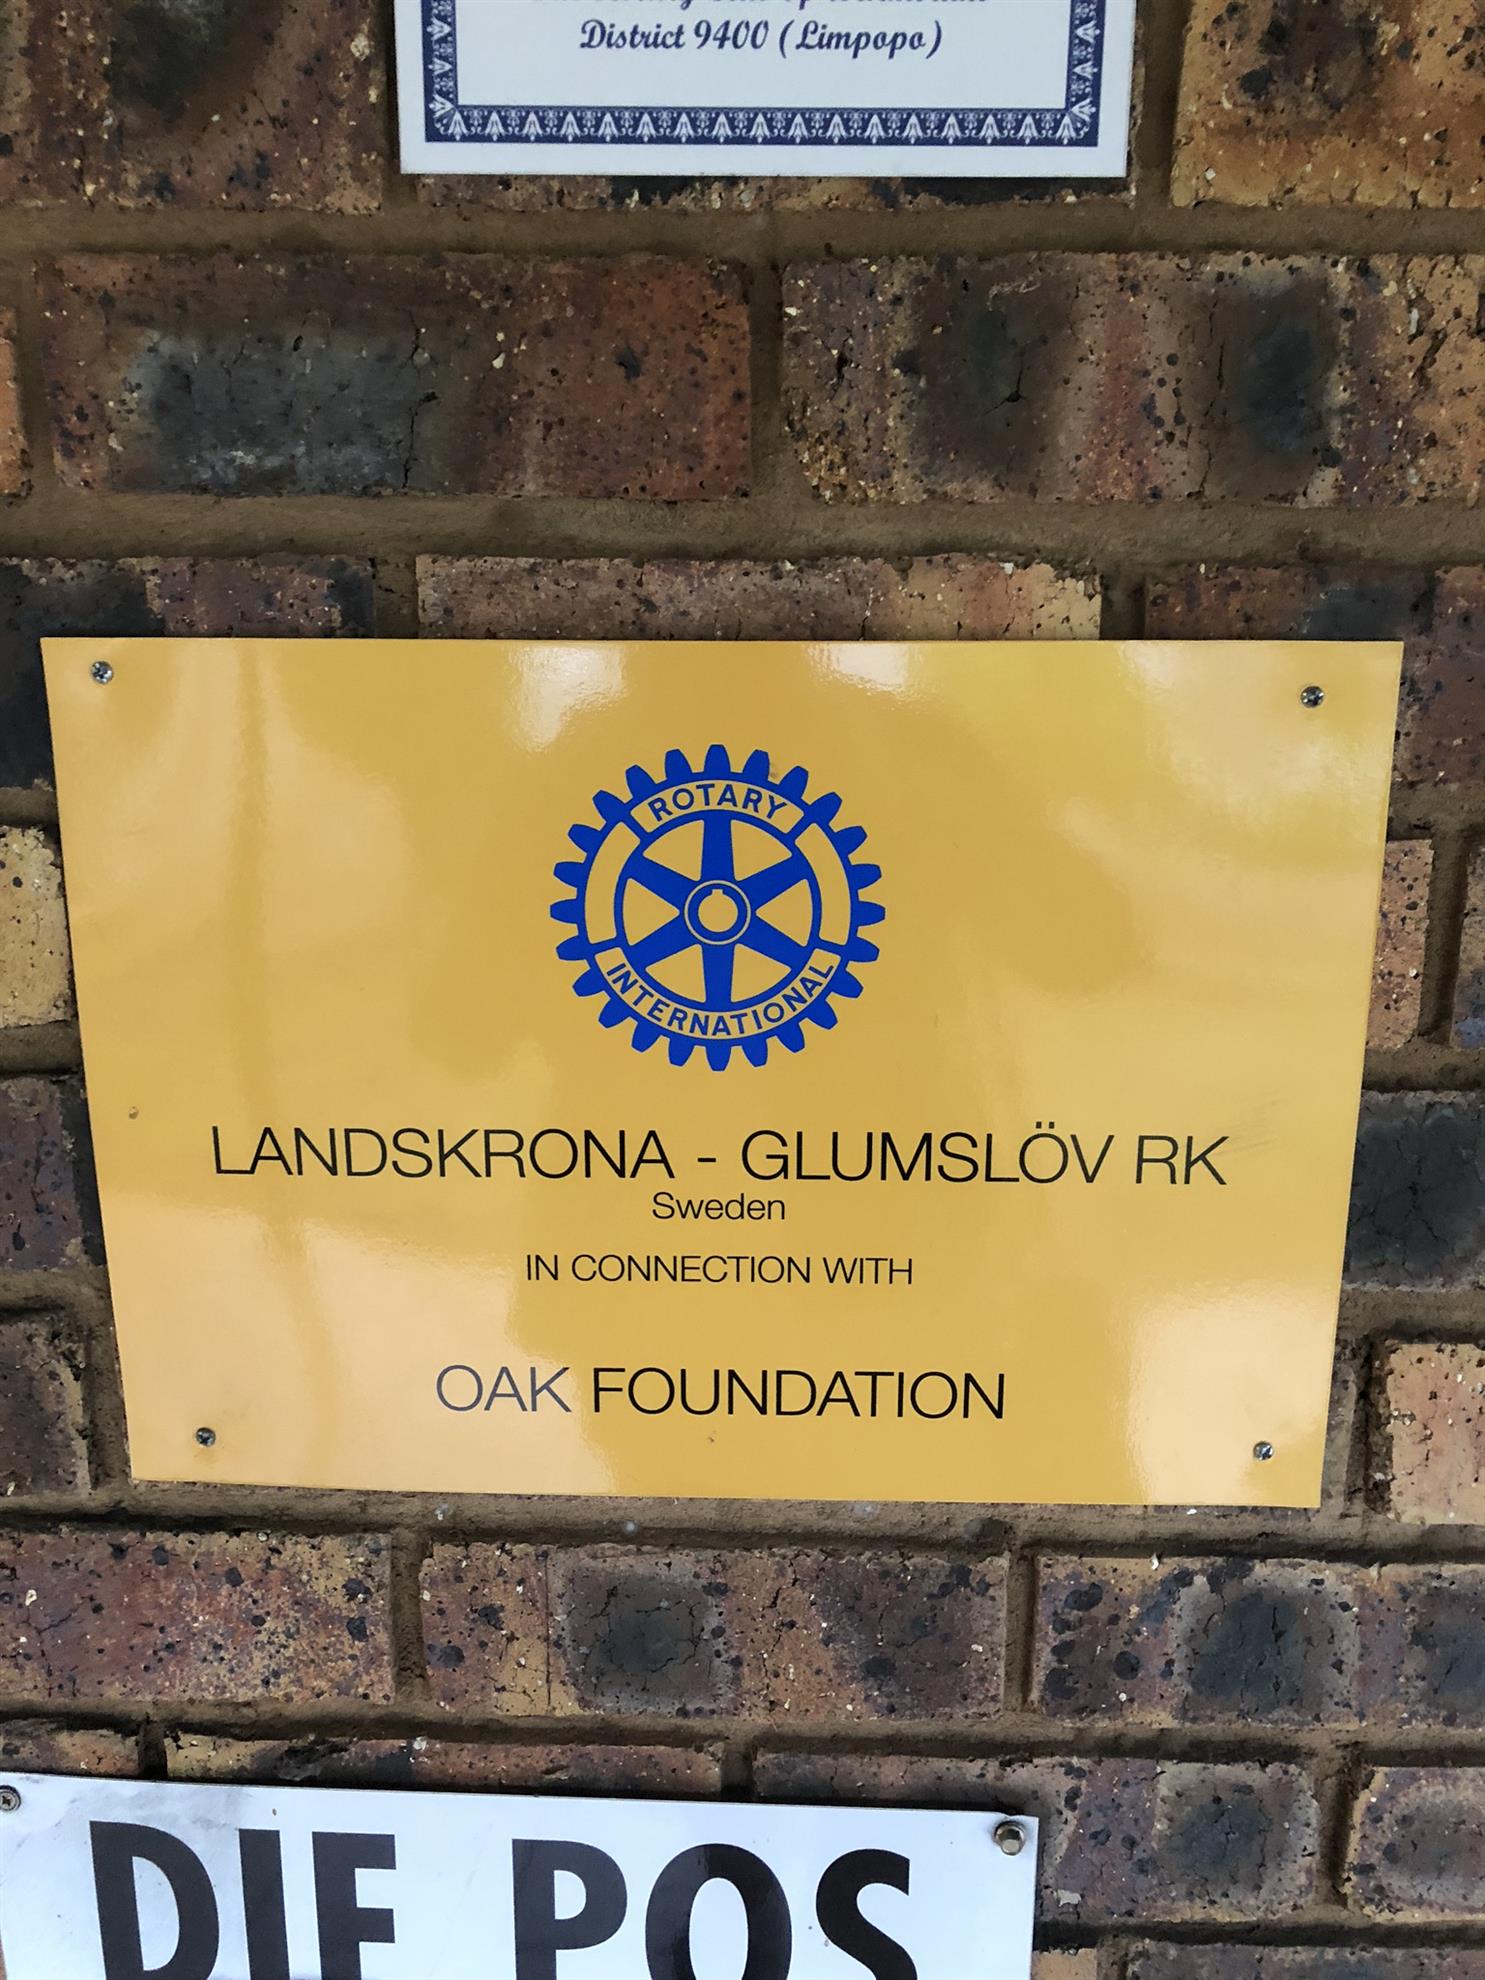 District 9400 (Limpopo)
ROTARY
INTERNATIONAL
LANDSKRONA - GLUMSLÖV RK
Sweden
IN CONNECTION WITH
OAK FOUNDATION
DIE POS